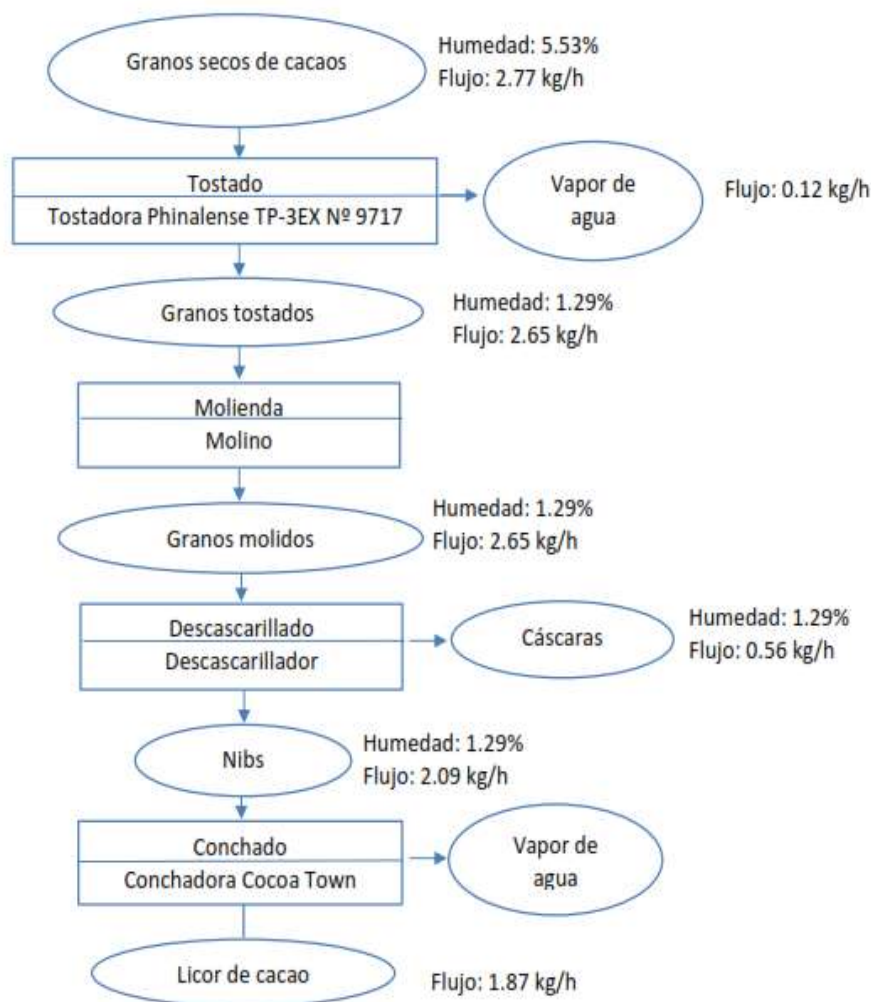 Granos secos de cacaos
Humedad: 5.53%
Flujo: 2.77 kg/h
Tostado
Tostadora Phinalense TP-3EX Nº 9717
Vapor de
agua
Flujo: 0.12 kg/h
Granos tostados
Humedad: 1.29%
Flujo: 2.65 kg/h
Molienda
Molino
Granos molidos
Humedad: 1.29%
Flujo: 2.65 kg/h
Descascarillado
Descascarillador
Cáscaras
Humedad: 1.29%
Flujo: 0.56 kg/h
Nibs
Humedad: 1.29%
Flujo: 2.09 kg/h
Conchado
Conchadora Cocoa Town
Vapor de
agua
Licor de cacao
Flujo: 1.87 kg/h